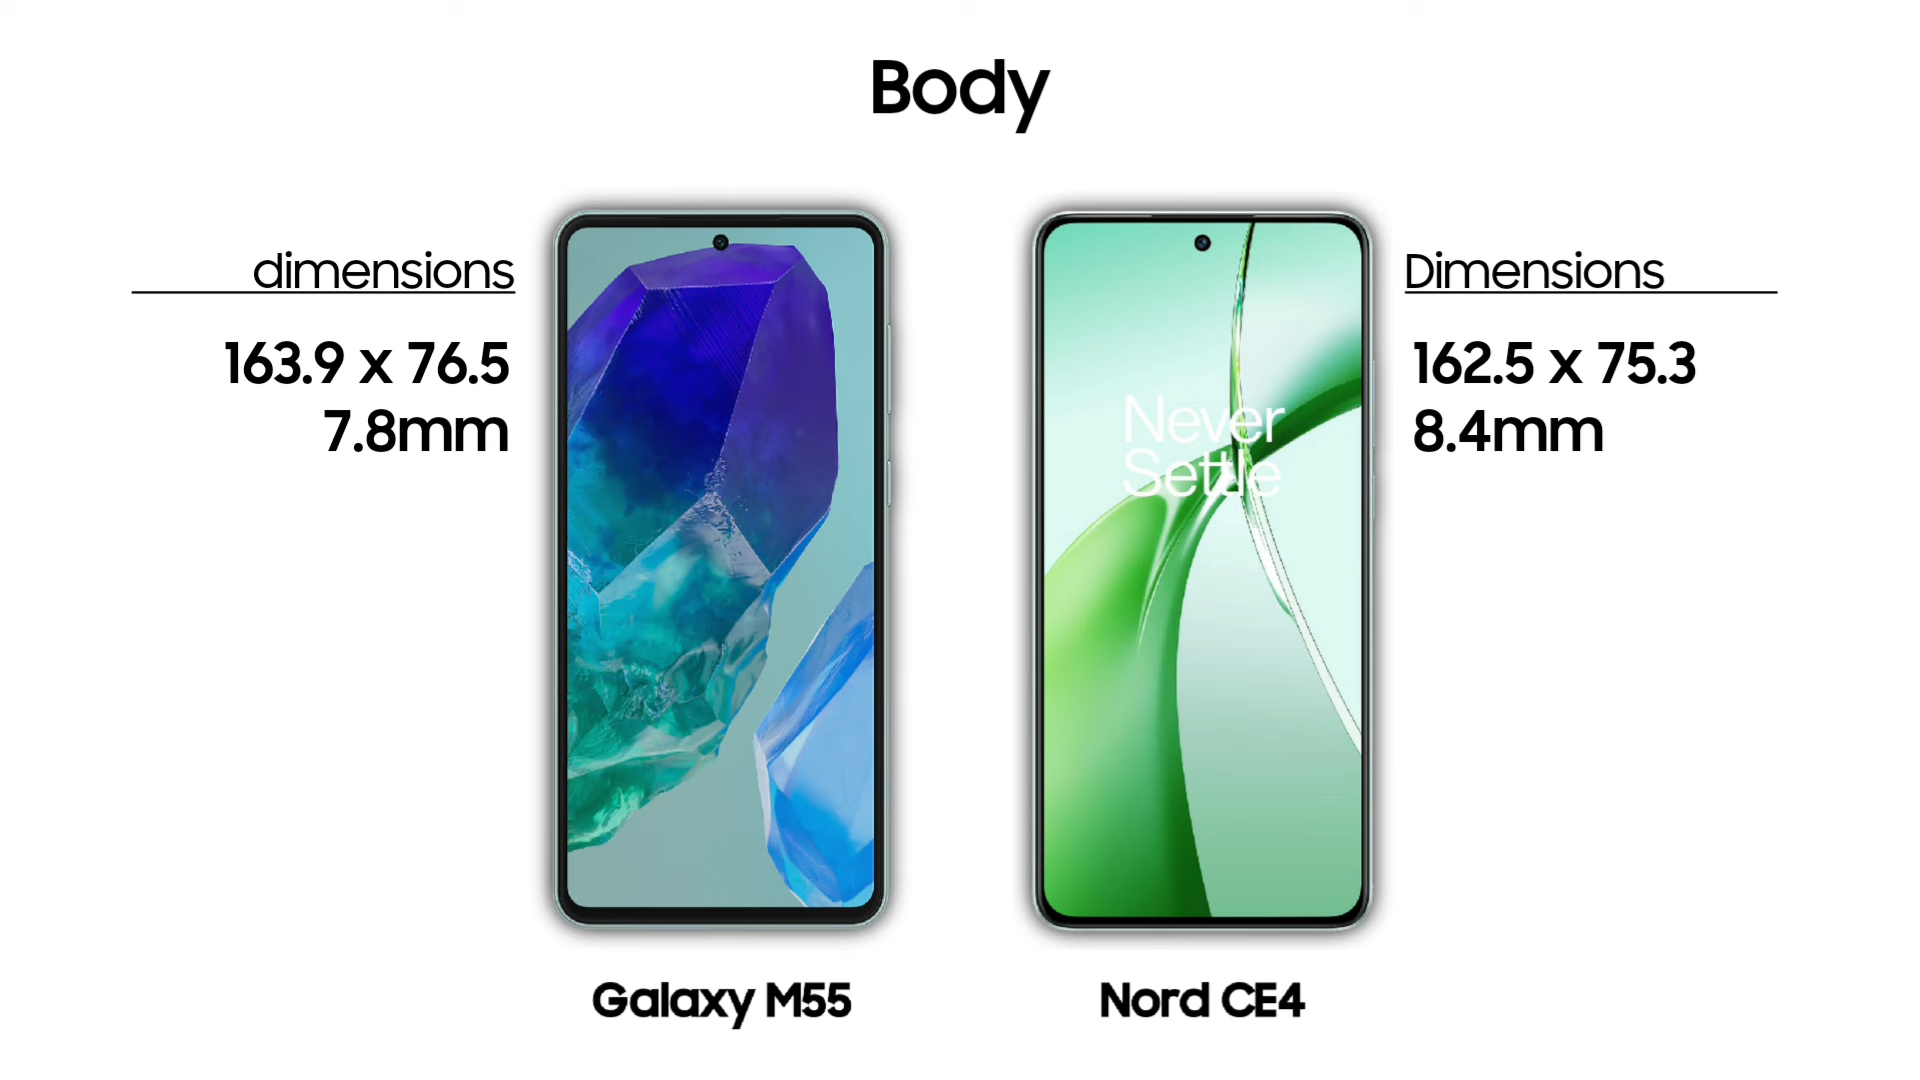 Body
dimensions
163.9 x 76.5
7.8mm
Never
Settle
Dimensions
162.5 x 75.3
8.4mm
Galaxy M55
Nord CE4